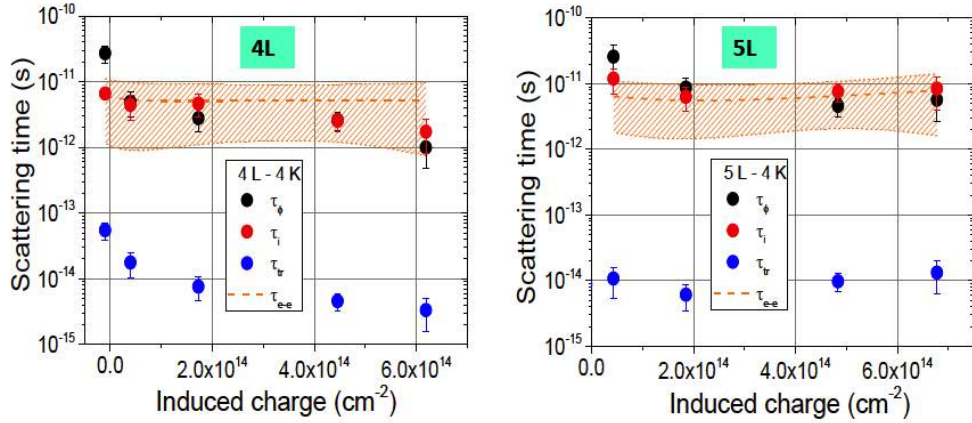 4L
Scattering time (s)
10⁻¹⁰
10⁻¹¹
10⁻¹²
10⁻¹³
10⁻¹⁴
10⁻¹⁵
4 L - 4 K
τϕ
τi
τtr
τe-e
0.0
2.0x10¹⁴
4.0x10¹⁴
6.0x10¹⁴
Induced charge (cm⁻²)
5L
Scattering time (s)
10⁻¹⁰
10⁻¹¹
10⁻¹²
10⁻¹³
10⁻¹⁴
10⁻¹⁵
5 L - 4 K
τϕ
τi
τtr
τe-e
0.0
2.0x10¹⁴
4.0x10¹⁴
6.0x10¹⁴
Induced charge (cm⁻²)